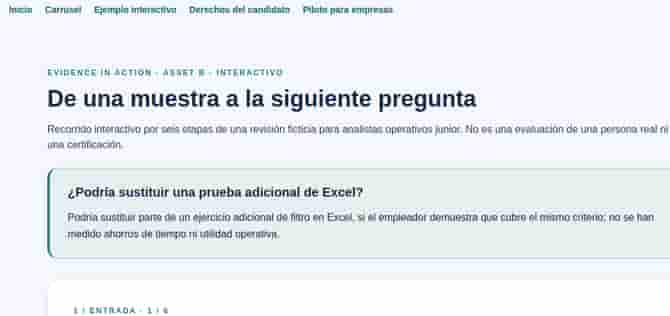 Inicio Carrusel Ejemplo interactivo Derechos del candidato Piloto para empresas
EVIDENCE IN ACTION · ASSET B · INTERACTIVO
De una muestra a la siguiente pregunta
Recorrido interactivo por seis etapas de una revisión ficticia para analistas operativos junior. No es una evaluación de una persona real ni
una certificación.
¿Podría sustituir una prueba adicional de Excel?
Podría sustituir parte de un ejercicio adicional de filtro en Excel, si el empleador demuestra que cubre el mismo criterio; no se han
medido ahorros de tiempo ni utilidad operativa.
1 / ENTRADA · 1 / 6